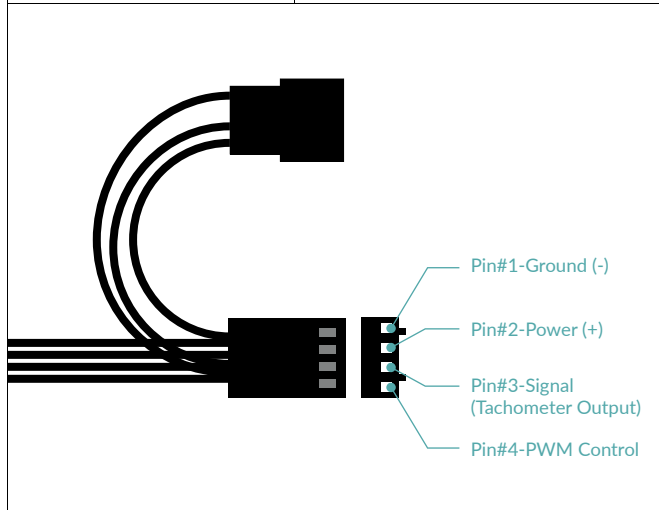 Pin#1-Ground (-)
Pin#2-Power (+)
Pin#3-Signal
(Tachometer Output)
Pin#4-PWM Control